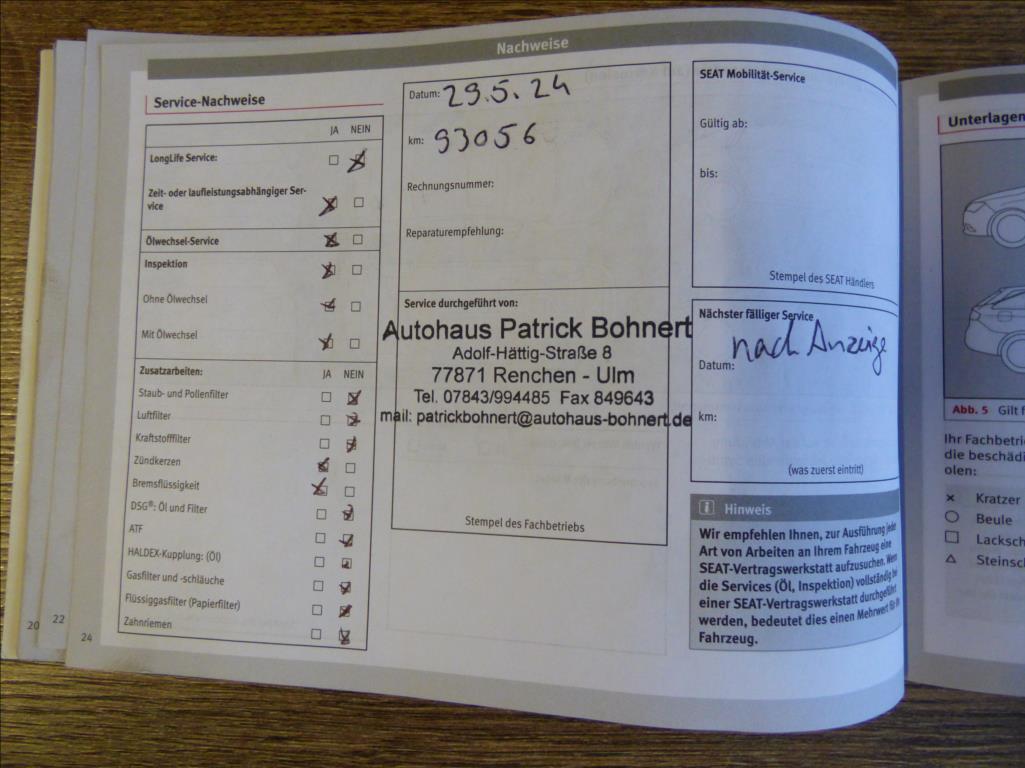 Nachweise
Service-Nachweise
JA NEIN
LongLife Service:
Zeit- oder laufleistungsabhängiger Ser-
vice
Ölwechsel-Service
Inspektion
Ohne Ölwechsel
Mit Ölwechsel
Zusatzarbeiten: JA NEIN
Staub- und Pollenfilter
Luftfilter
Kraftstofffilter
Zündkerzen
Bremsflüssigkeit
DSG®: Öl und Filter
ATF
HALDEX-Kupplung: (Öl)
Gasfilter und -schläuche
Flüssiggasfilter (Papierfilter)
Zahnriemen
20
22
24
Datum: 29.5.24
km: 93056
Rechnungsnummer:
Reparaturempfehlung:
Service durchgeführt von:
Autohaus Patrick Bohnert
Adolf-Hättig-Straße 8
77871 Renchen - Ulm
Tel. 07843/994485 Fax 849643
mail: patrickbohnert@autohaus-bohnert.de
Stempel des Fachbetriebs
SEAT Mobilität-Service
Gültig ab:
bis:
Stempel des SEAT Händlers
Nächster fälliger Service
nach Anzeige
Datum:
km:
(was zuerst eintritt)
i Hinweis
Wir empfehlen Ihnen, zur Ausführung jeder
Art von Arbeiten an Ihrem Fahrzeug eine
SEAT-Vertragswerkstatt aufzusuchen. Wenn
die Services (Öl, Inspektion) vollständig bei
einer SEAT-Vertragswerkstatt durchgeführt
werden, bedeutet dies einen Mehrwert für Ihr
Fahrzeug.
Unterlagen
Abb. 5 Gilt f
Ihr Fachbetri
die beschädi
olen:
Kratzer
Beule
Lacksch
Steinsc